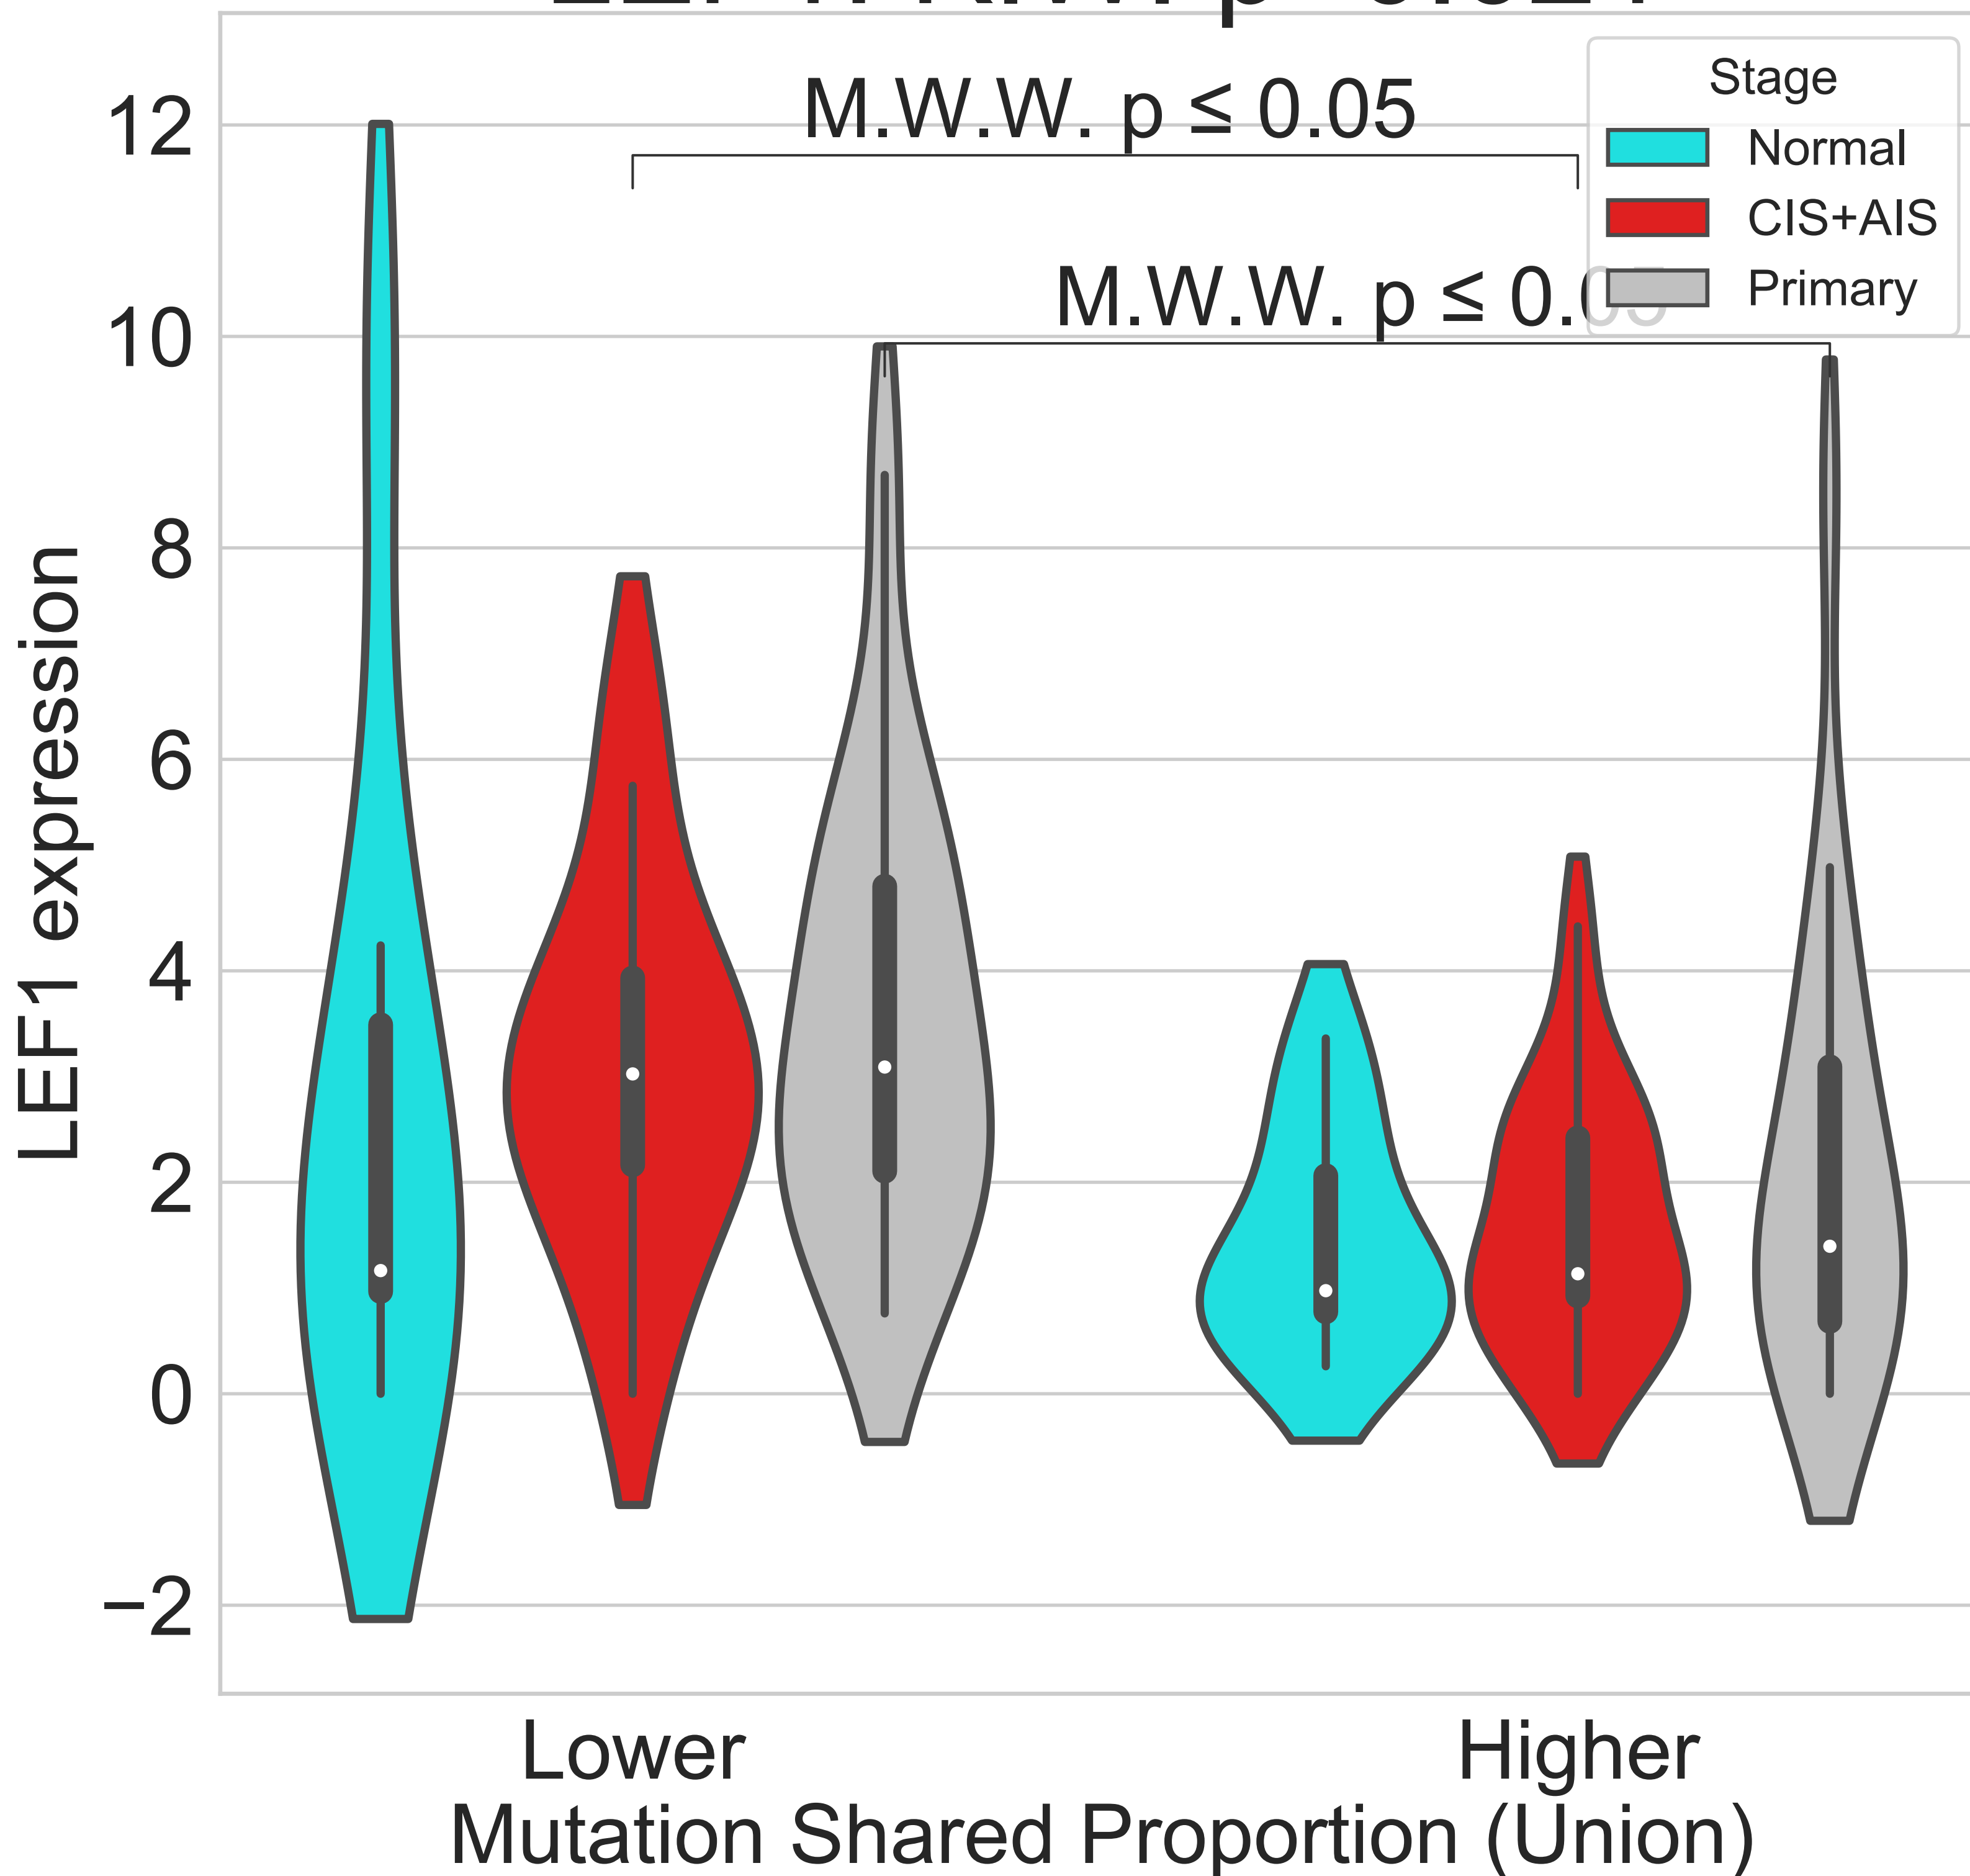 M.W.W. p ≤ 0.05
Stage
Normal
CIS+AIS
Primary
M.W.W. p ≤ 0.05
12
10
8
6
4
2
0
−2
LEF1 expression
Lower
Higher
Mutation Shared Proportion (Union)